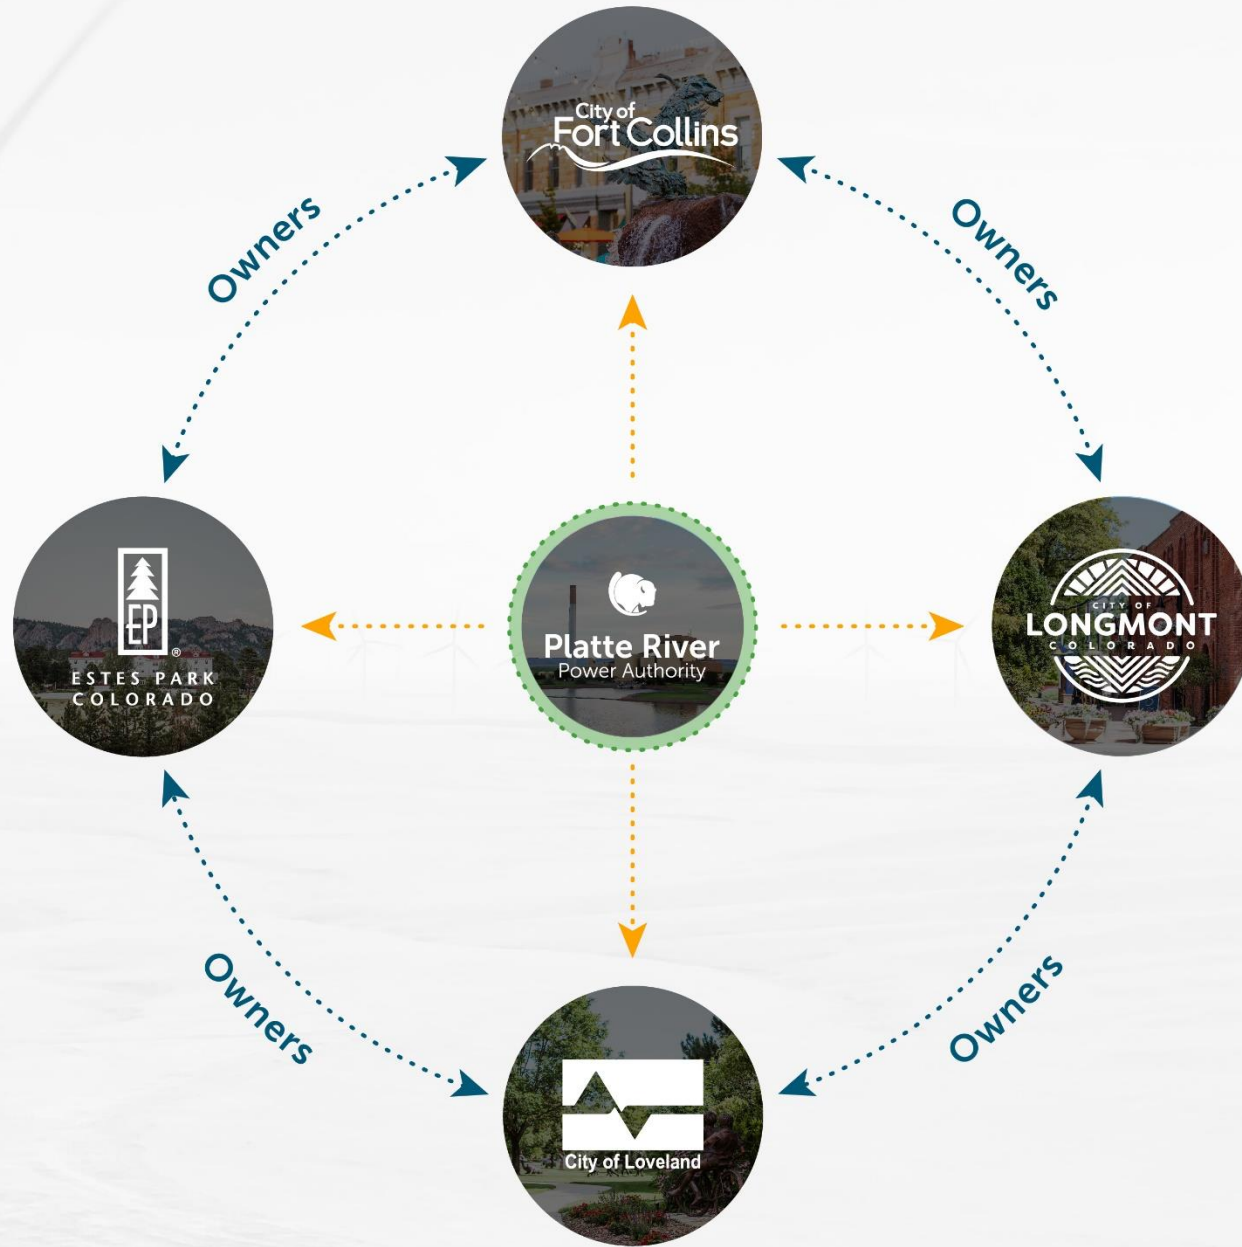 City of
Fort Collins
Owners
Owners
EP
®
ESTES PARK
COLORADO
Platte River
Power Authority
CITY OF
LONGMONT
COLORADO
Owners
Owners
City of Loveland